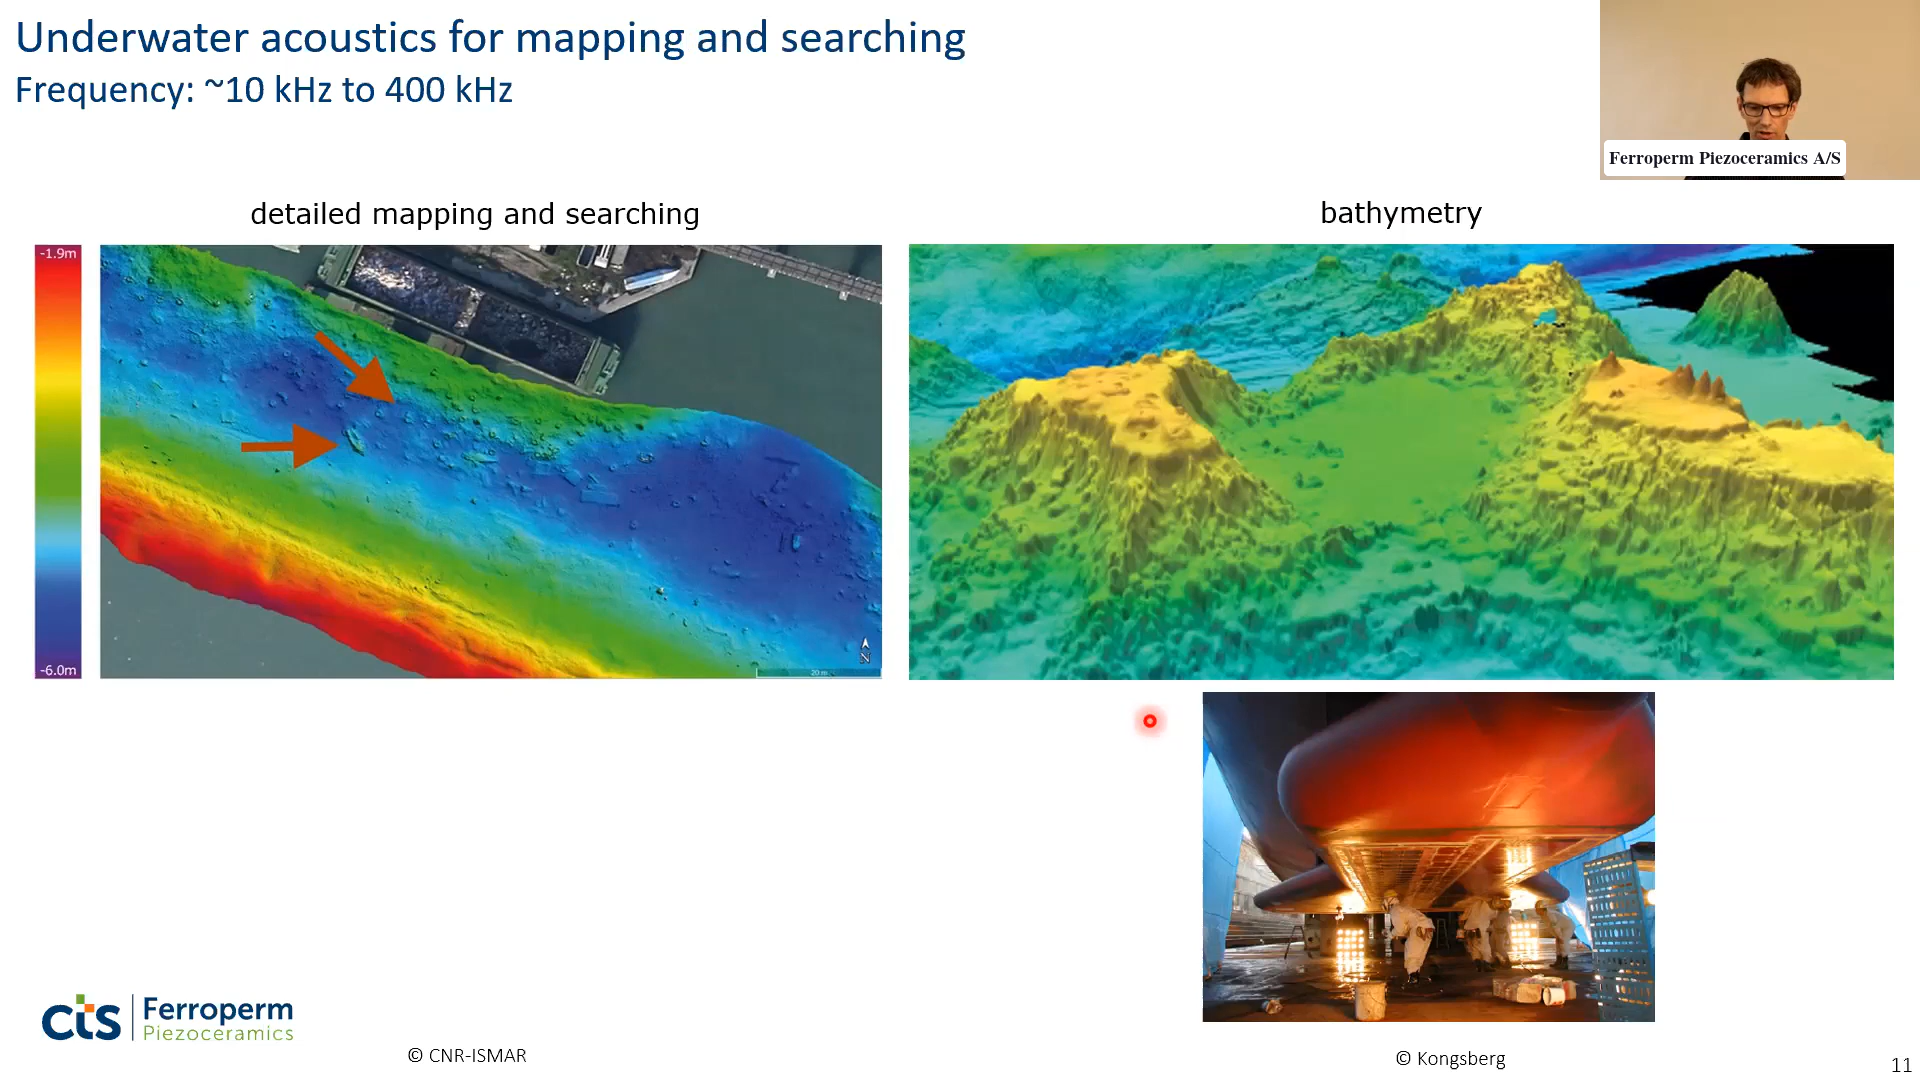 Underwater acoustics for mapping and searching
Frequency: ~10 kHz to 400 kHz
Ferroperm Piezoceramics A/S
detailed mapping and searching
bathymetry
-1.9m
-6.0m
N
20 m
cts Ferroperm
Piezoceramics
© CNR-ISMAR
© Kongsberg
11